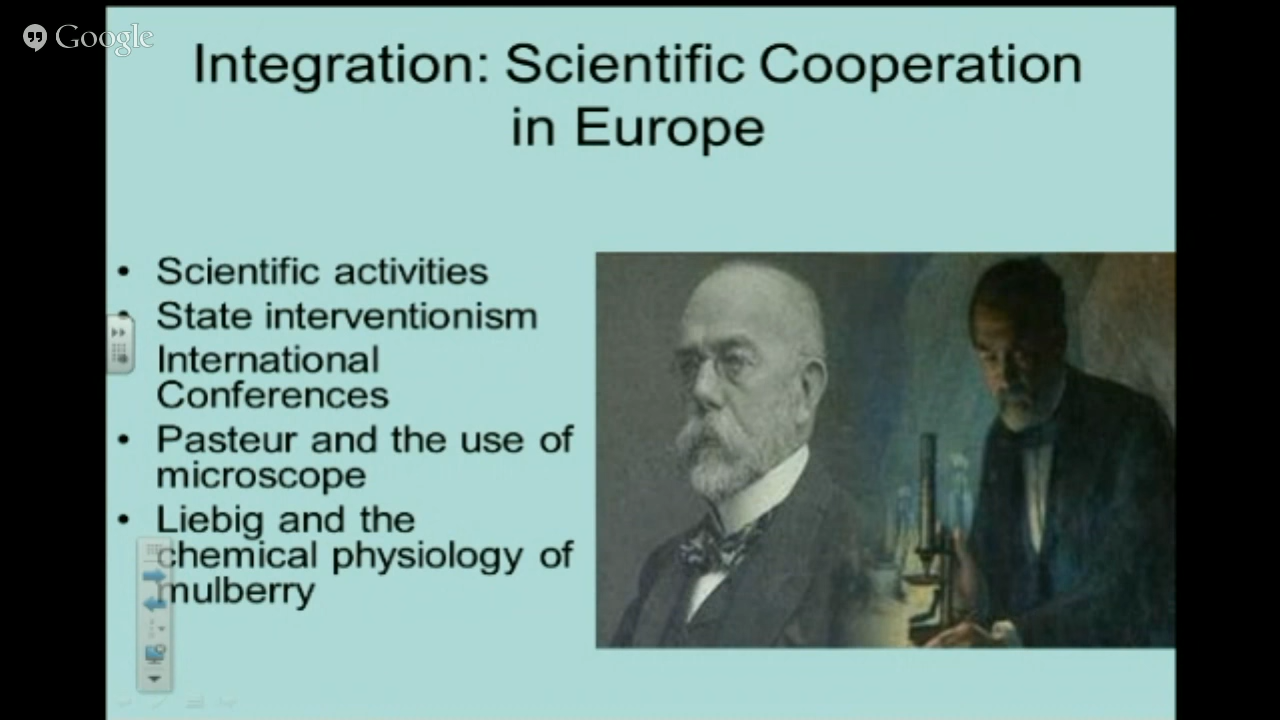 Google
Integration: Scientific Cooperation
in Europe
• Scientific activities
• State interventionism
International
Conferences
• Pasteur and the use of
microscope
• Liebig and the
chemical physiology of
mulberry